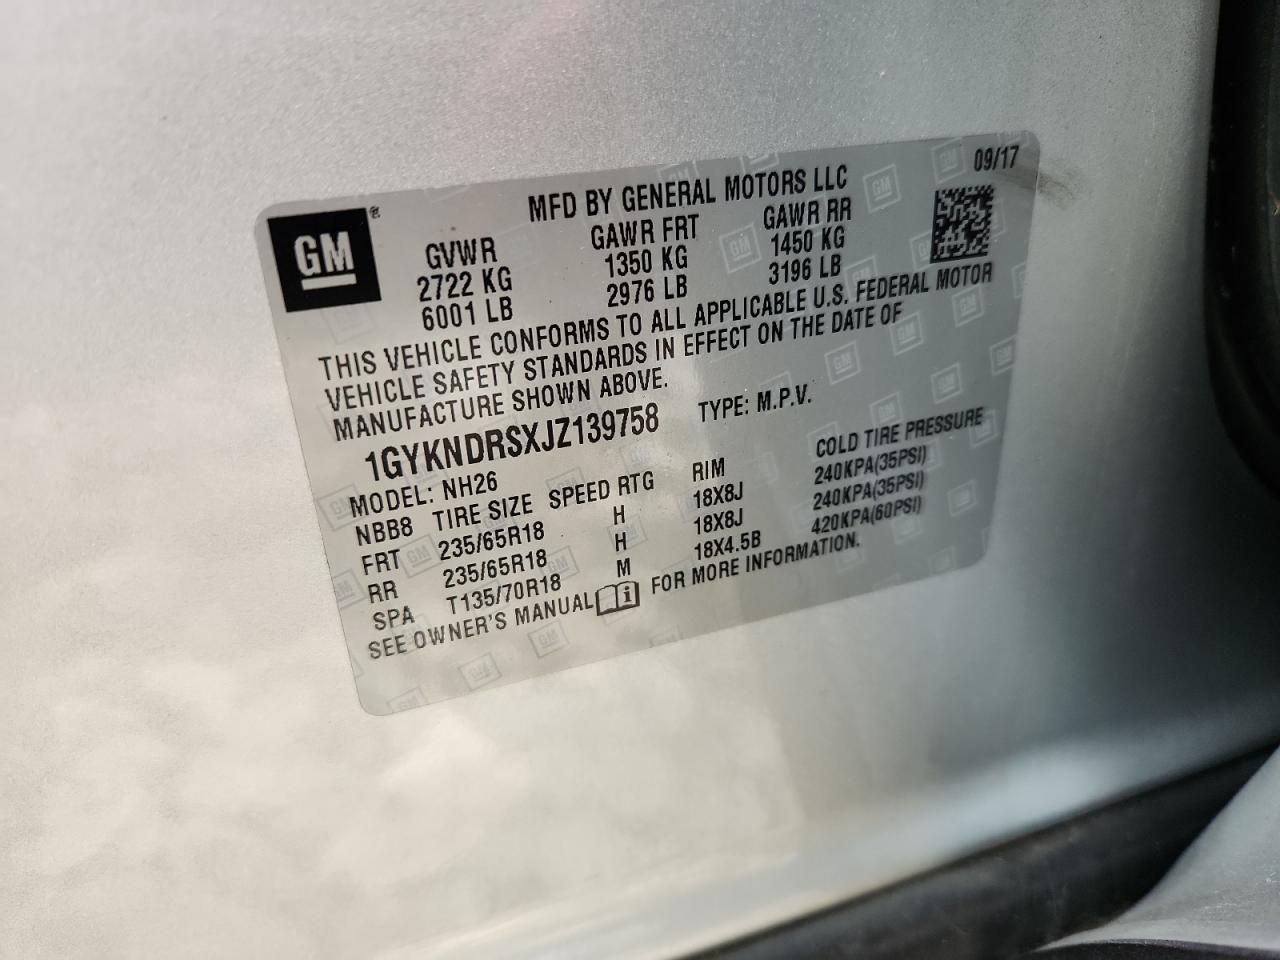 09/17
MFD BY GENERAL MOTORS LLC
GM®
GVWR GAWR FRT GAWR RR
2722 KG 1350 KG 1450 KG
6001 LB 2976 LB 3196 LB
THIS VEHICLE CONFORMS TO ALL APPLICABLE U.S. FEDERAL MOTOR
VEHICLE SAFETY STANDARDS IN EFFECT ON THE DATE OF
MANUFACTURE SHOWN ABOVE.
1GYKNDRSXJZ139758 TYPE: M.P.V.
MODEL: NH26
NBB8 TIRE SIZE SPEED RTG RIM COLD TIRE PRESSURE
FRT 235/65R18 H 18X8J 240KPA(35PSI)
RR 235/65R18 H 18X8J 240KPA(35PSI)
SPA T135/70R18 M 18X4.5B 420KPA(60PSI)
SEE OWNER'S MANUAL i FOR MORE INFORMATION.